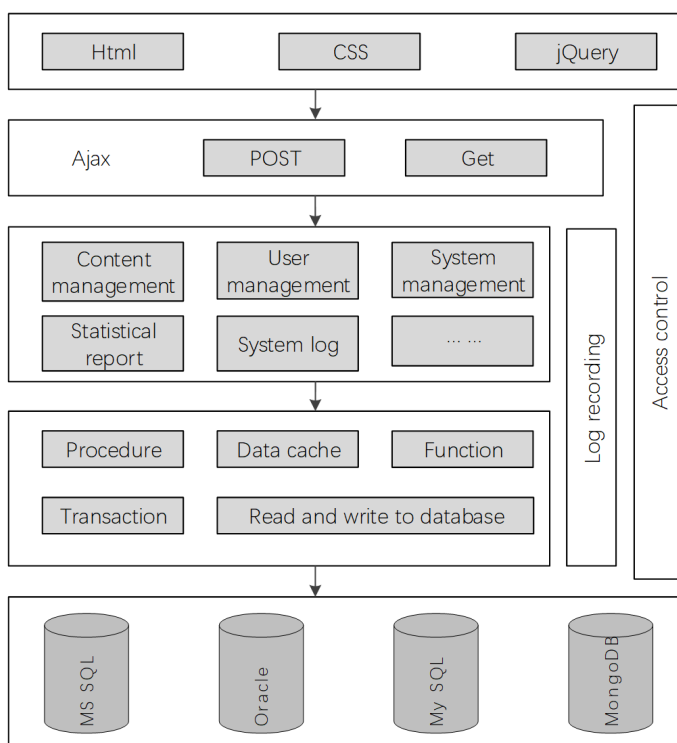 Html
CSS
jQuery
Ajax
POST
Get
Content
management
User
management
System
management
Statistical
report
System log
... ...
Procedure
Data cache
Function
Transaction
Read and write to database
Log recording
Access control
MS SQL
Oracle
My SQL
MongoDB